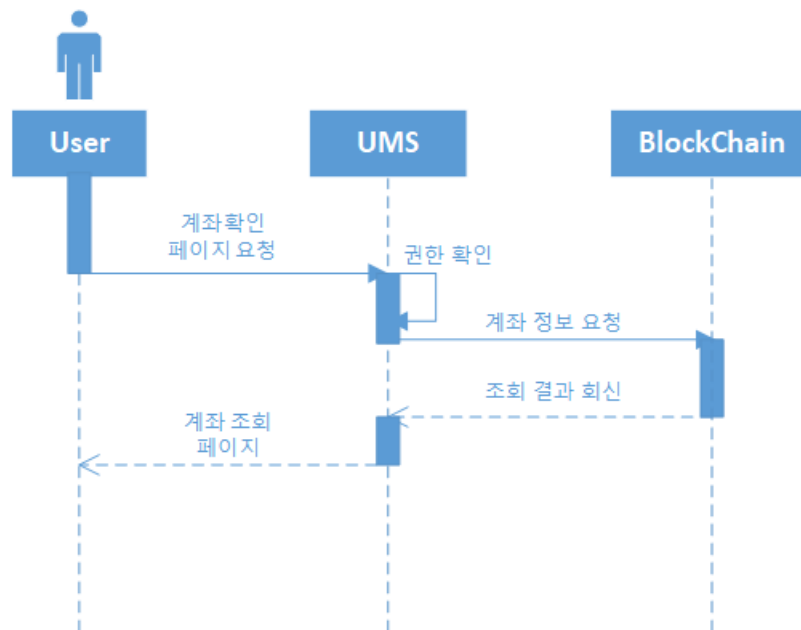 User
UMS
BlockChain
계좌확인
페이지 요청
권한 확인
계좌 정보 요청
조회 결과 회신
계좌 조회
페이지